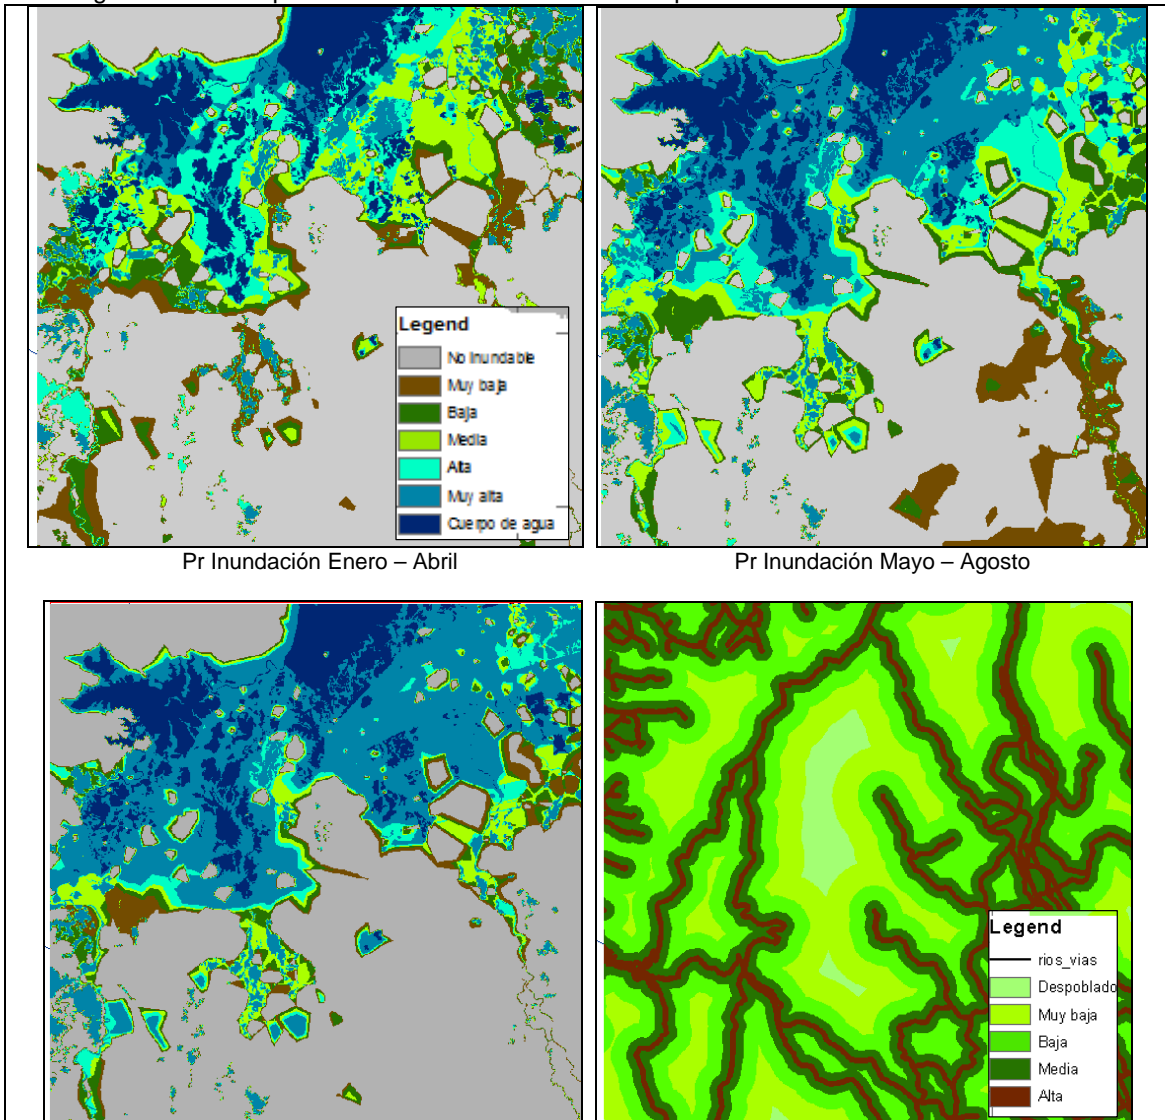 Legend
No Inundable
Muy baja
Baja
Media
Alta
Muy alta
Cuerpo de agua
Pr Inundación Enero – Abril
Pr Inundación Mayo – Agosto
Legend
rios_vias
Despoblado
Muy baja
Baja
Media
Alta